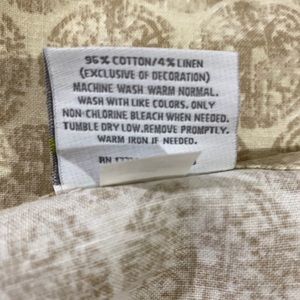 96% COTTON/4% LINEN
(EXCLUSIVE OF DECORATION)
MACHINE WASH WARM NORMAL.
WASH WITH LIKE COLORS. ONLY
NON-CHLORINE BLEACH WHEN NEEDED.
TUMBLE DRY LOW. REMOVE PROMPTLY.
WARM IRON IF NEEDED.
RN